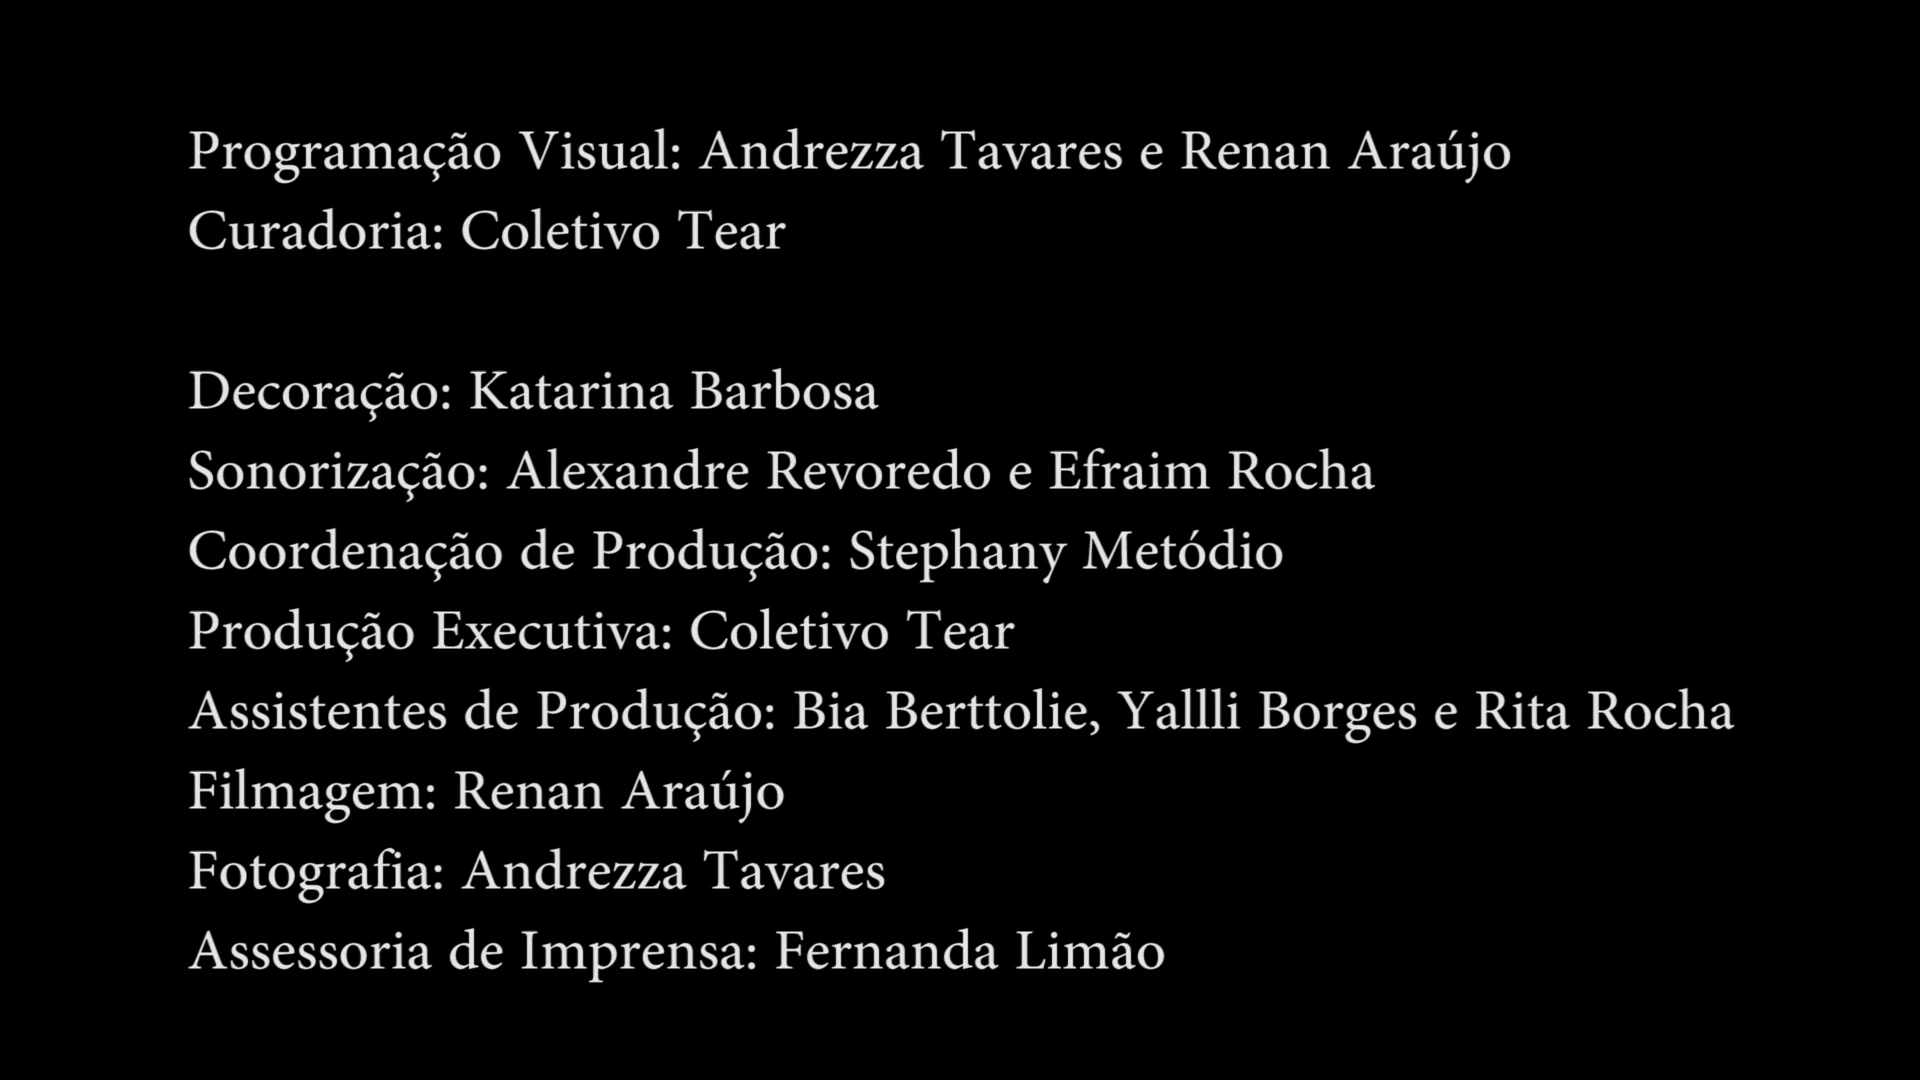 Programação Visual: Andrezza Tavares e Renan Araújo
Curadoria: Coletivo Tear
Decoração: Katarina Barbosa
Sonorização: Alexandre Revoredo e Efraim Rocha
Coordenação de Produção: Stephany Metódio
Produção Executiva: Coletivo Tear
Assistentes de Produção: Bia Berttolie, Yallli Borges e Rita Rocha
Filmagem: Renan Araújo
Fotografia: Andrezza Tavares
Assessoria de Imprensa: Fernanda Limão